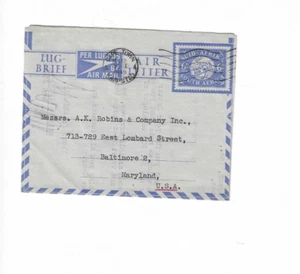 LUG-
BRIEF
PER LUGPOS
AIR MAIL
AIR
LETTER
Messrs. A.K. Robins & Company Inc.,
713-729 East Lombard Street,
Baltimore 2,
Maryland,
U.S.A.